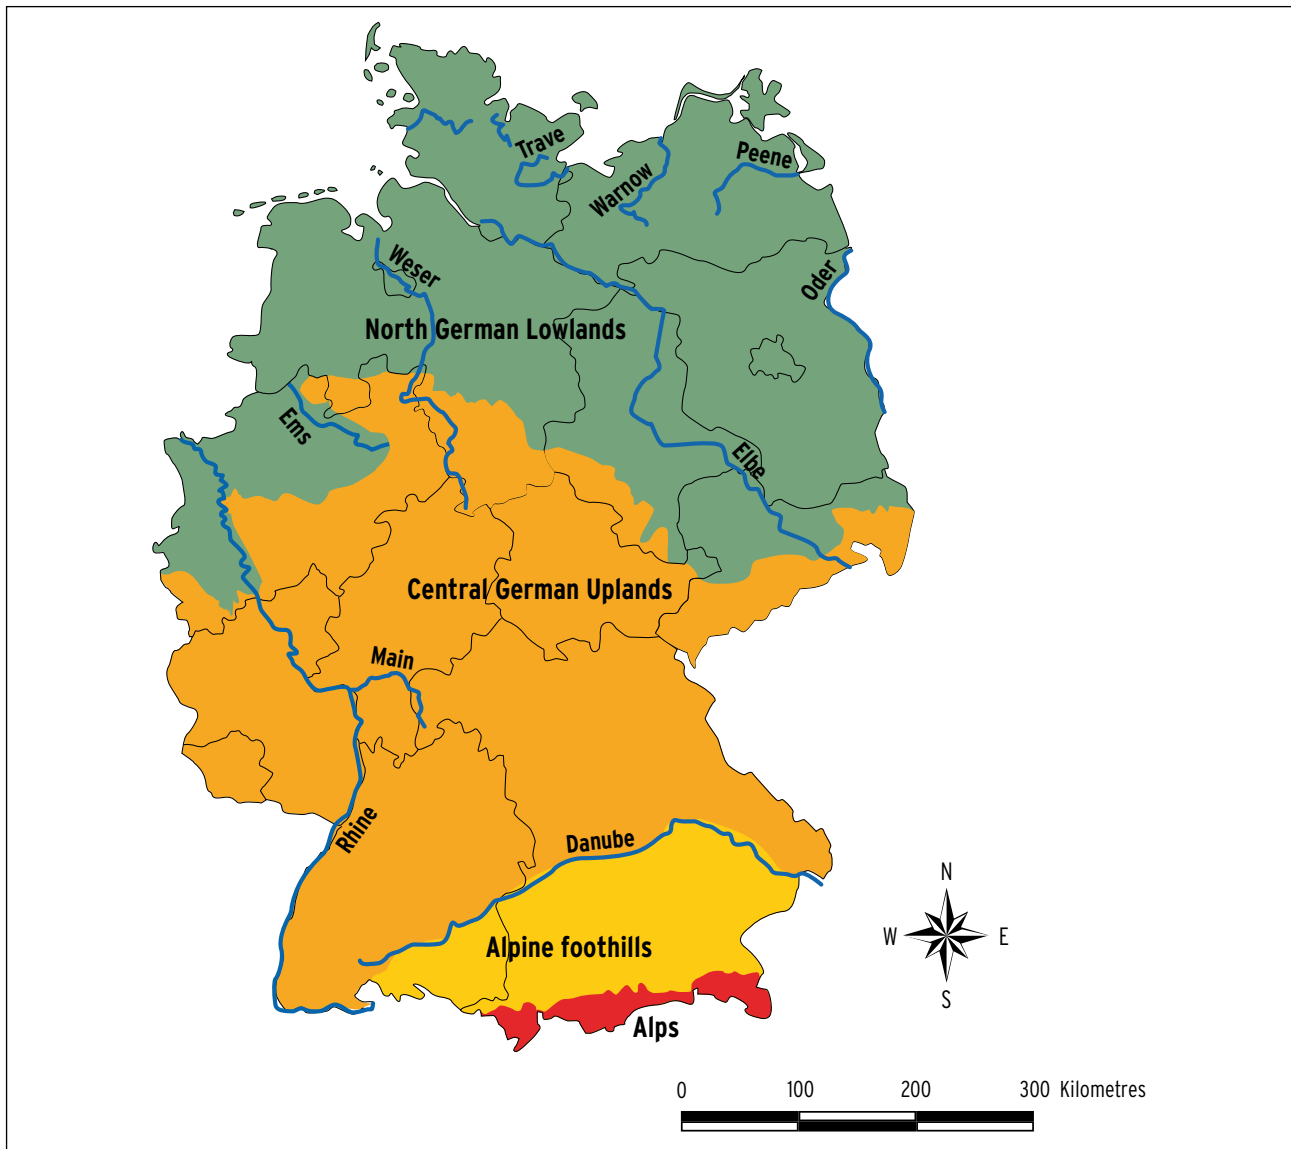 Trave
Peene
Warnow
Weser
Oder
North German Lowlands
Ems
Elbe
Central German Uplands
Main
Rhine
Danube
Alpine foothills
Alps
N
W
E
S
0 100 200 300 Kilometres